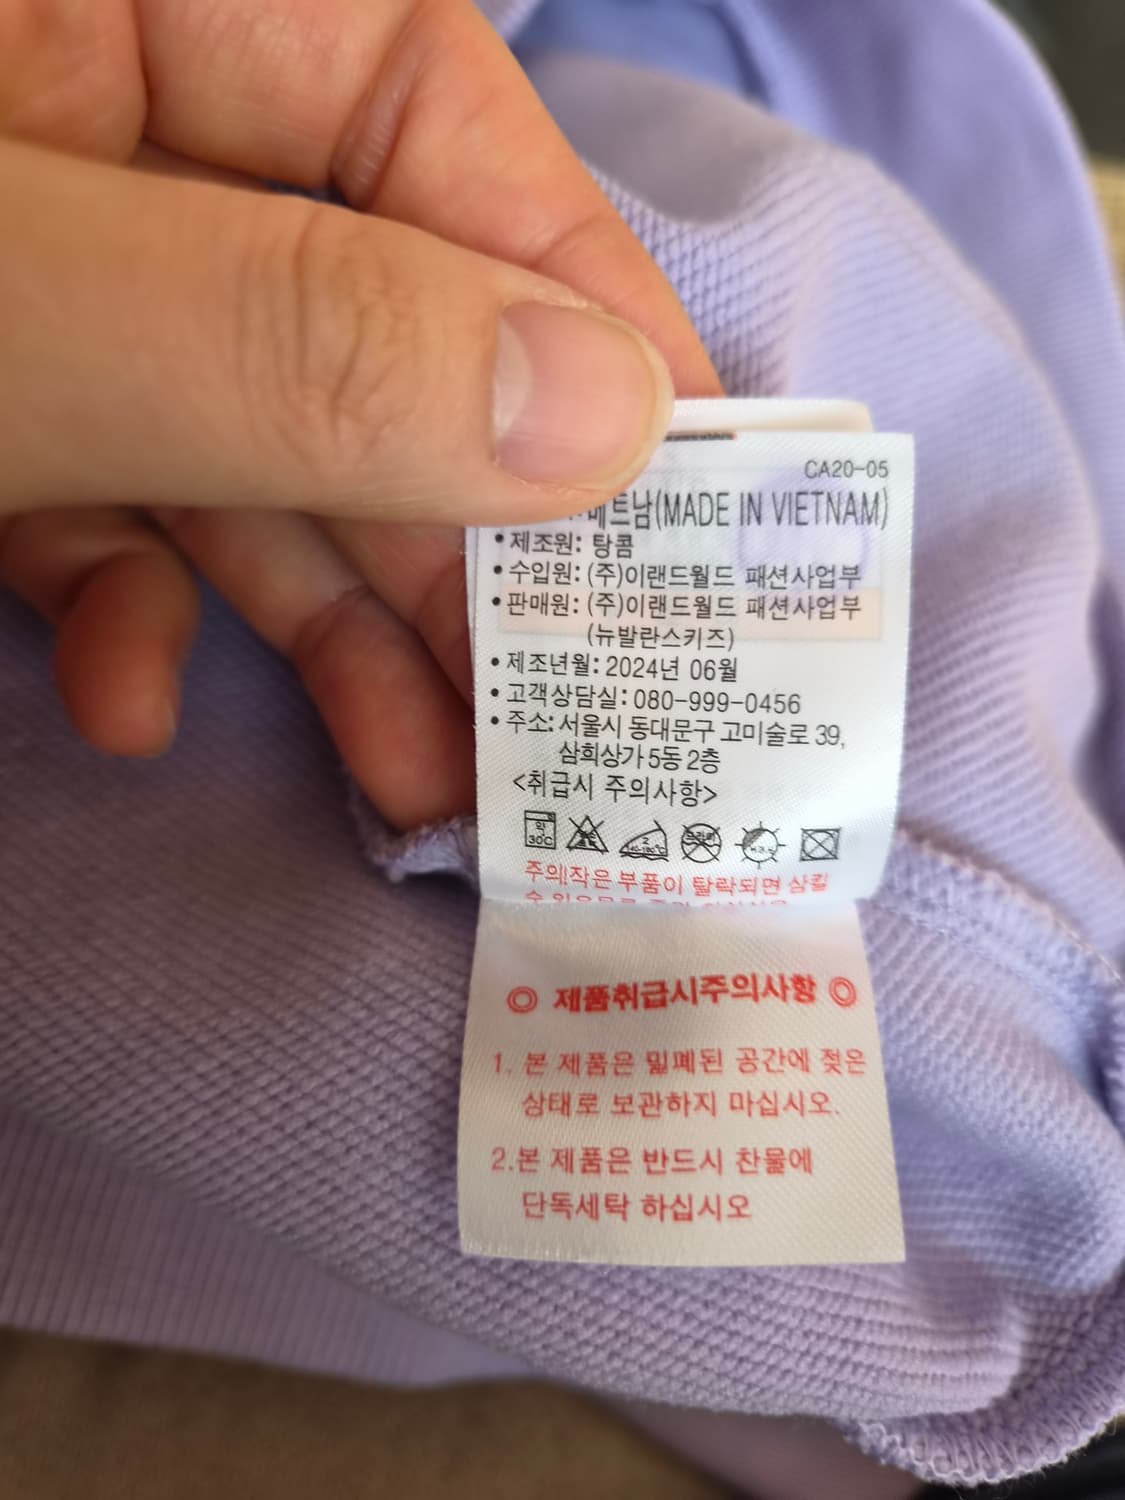 CA20-05
베트남(MADE IN VIETNAM)
• 제조원: 탕콤
• 수입원: (주)이랜드월드 패션사업부
• 판매원: (주)이랜드월드 패션사업부
(뉴발란스키즈)
• 제조년월: 2024년 06월
• 고객상담실: 080-999-0456
• 주소: 서울시 동대문구 고미술로 39,
삼희상가 5동 2층
<취급시 주의사항>
약 30℃
주의)작은 부품이 탈락되면 삼킬
◎ 제품취급시주의사항 ◎
1. 본 제품은 밀폐된 공간에 젖은
상태로 보관하지 마십시오.
2.본 제품은 반드시 찬물에
단독세탁 하십시오